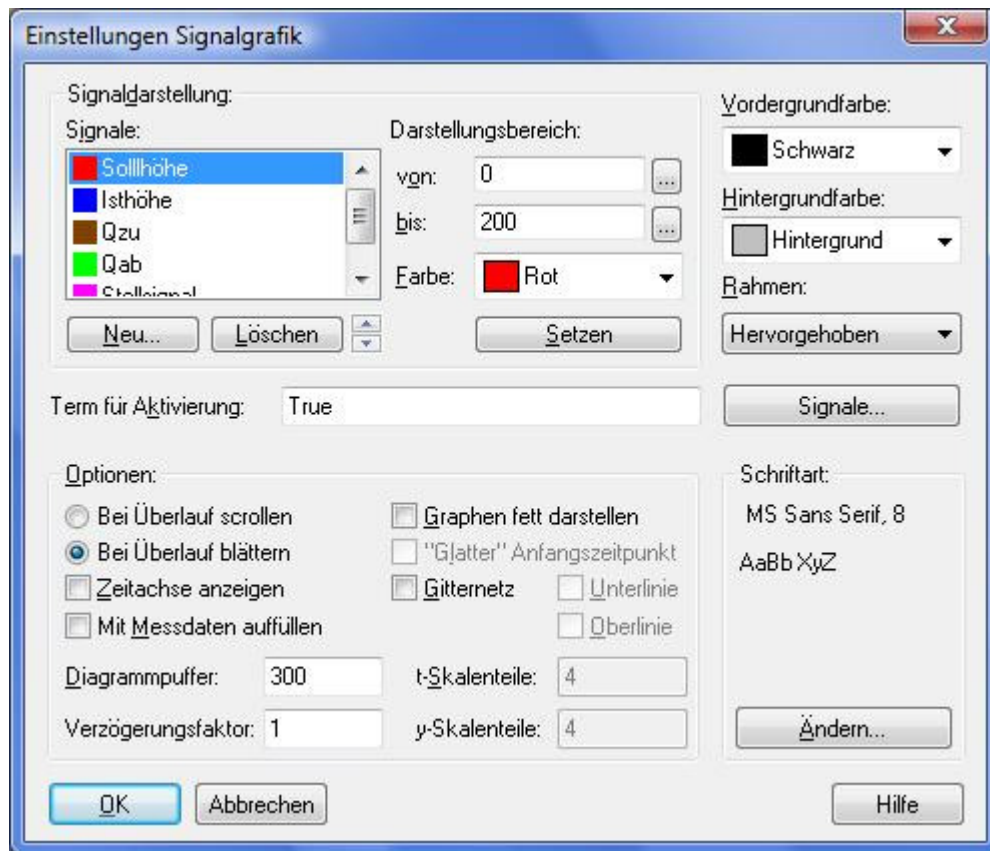 Einstellungen Signalgrafik
Signaldarstellung:
Signale:
Solllhöhe
Isthöhe
Qzu
Qab
Stellsignal
Neu...
Löschen
Darstellungsbereich:
von:
0
...
bis:
200
...
Farbe:
Rot
Setzen
Vordergrundfarbe:
Schwarz
Hintergrundfarbe:
Hintergrund
Rahmen:
Hervorgehoben
Term für Aktivierung:
True
Signale...
Optionen:
Bei Überlauf scrollen
Bei Überlauf blättern
Zeitachse anzeigen
Mit Messdaten auffüllen
Graphen fett darstellen
"Glatter" Anfangszeitpunkt
Gitternetz
Unterlinie
Oberlinie
Diagrammpuffer:
300
t-Skalenteile:
4
Verzögerungsfaktor:
1
y-Skalenteile:
4
Schriftart:
MS Sans Serif, 8
AaBbXyZ
Ändern...
OK
Abbrechen
Hilfe